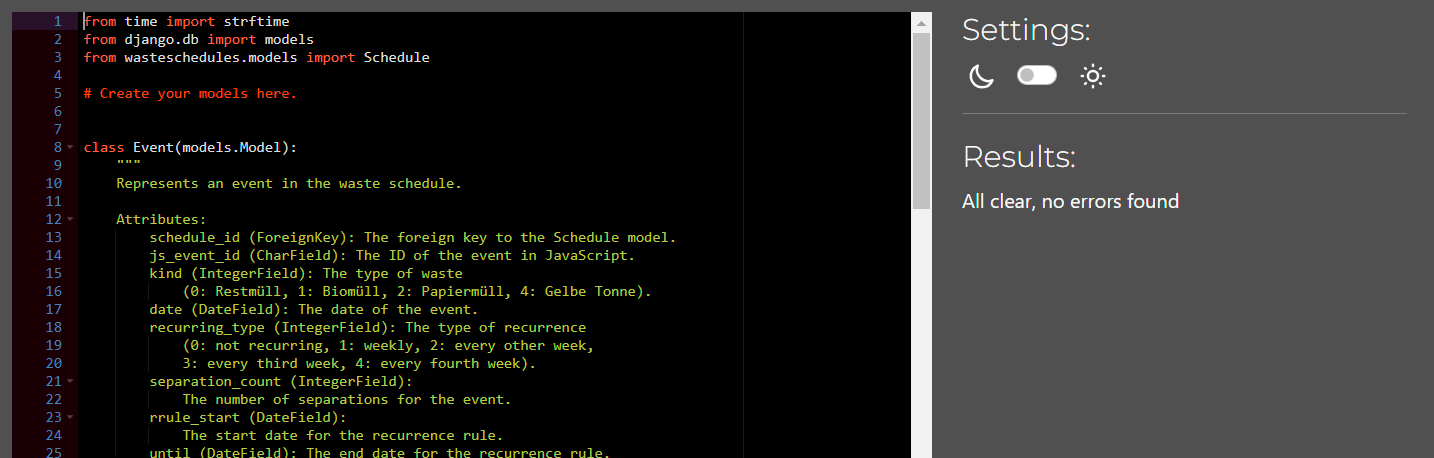 1 from time import strftime
2 from django.db import models
3 from wasteschedules.models import Schedule
4
5 # Create your models here.
6
7
8 class Event(models.Model):
9 """
10 Represents an event in the waste schedule.
11
12 Attributes:
13 schedule_id (ForeignKey): The foreign key to the Schedule model.
14 js_event_id (CharField): The ID of the event in JavaScript.
15 kind (IntegerField): The type of waste
16 (0: Restmüll, 1: Biomüll, 2: Papiermüll, 4: Gelbe Tonne).
17 date (DateField): The date of the event.
18 recurring_type (IntegerField): The type of recurrence
19 (0: not recurring, 1: weekly, 2: every other week,
20 3: every third week, 4: every fourth week).
21 separation_count (IntegerField):
22 The number of separations for the event.
23 rrule_start (DateField):
24 The start date for the recurrence rule.
25 until (DateField): The end date for the recurrence rule.
Settings:
Results:
All clear, no errors found